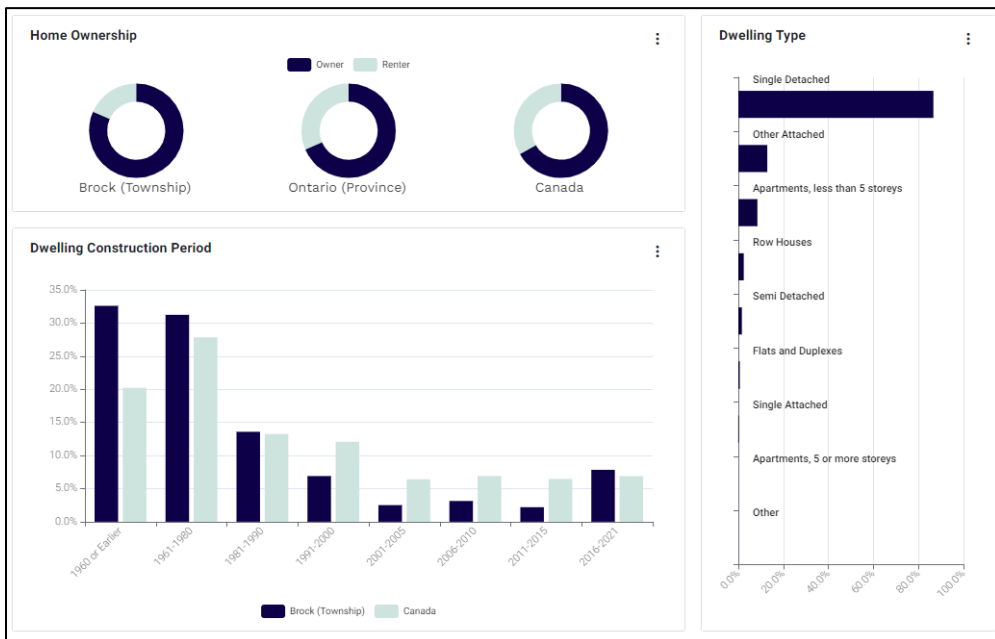 Home Ownership
Owner Renter
Brock (Township) Ontario (Province) Canada
Dwelling Construction Period
35.0%
30.0%
25.0%
20.0%
15.0%
10.0%
5.0%
0.0%
1960 or Earlier 1961-1980 1981-1990 1991-2000 2001-2005 2006-2010 2011-2015 2016-2021
Brock (Township) Canada
Dwelling Type
Single Detached
Other Attached
Apartments, less than 5 storeys
Row Houses
Semi Detached
Flats and Duplexes
Single Attached
Apartments, 5 or more storeys
Other
0.0% 20.0% 40.0% 60.0% 80.0% 100.0%